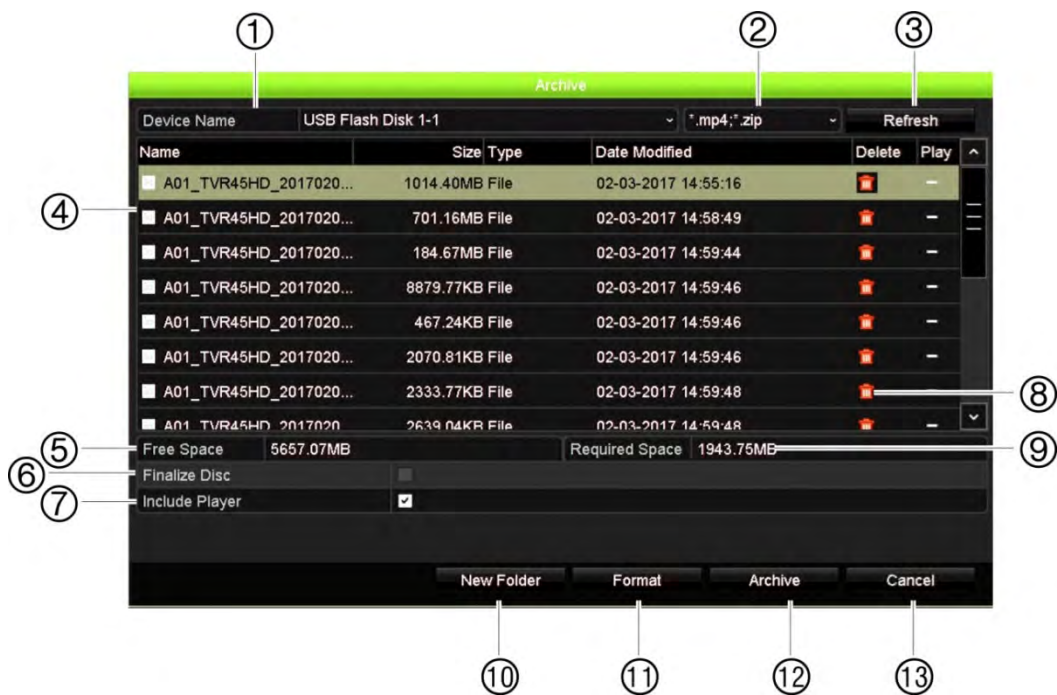 ① ② ③
Archive
Device Name USB Flash Disk 1-1 *.mp4;*.zip Refresh
Name Size Type Date Modified Delete Play
A01_TVR45HD_2017020... 1014.40MB File 02-03-2017 14:55:16
④ A01_TVR45HD_2017020... 701.16MB File 02-03-2017 14:58:49
A01_TVR45HD_2017020... 184.67MB File 02-03-2017 14:59:44
A01_TVR45HD_2017020... 8879.77KB File 02-03-2017 14:59:46
A01_TVR45HD_2017020... 467.24KB File 02-03-2017 14:59:46
A01_TVR45HD_2017020... 2070.81KB File 02-03-2017 14:59:46
A01_TVR45HD_2017020... 2333.77KB File 02-03-2017 14:59:48 ⑧
A01_TVR45HD_2017020... 2639.04KB File 02-03-2017 14:59:48
⑤ Free Space 5657.07MB Required Space 1943.75MB ⑨
⑥ Finalize Disc
⑦ Include Player
New Folder Format Archive Cancel
⑩ ⑪ ⑫ ⑬